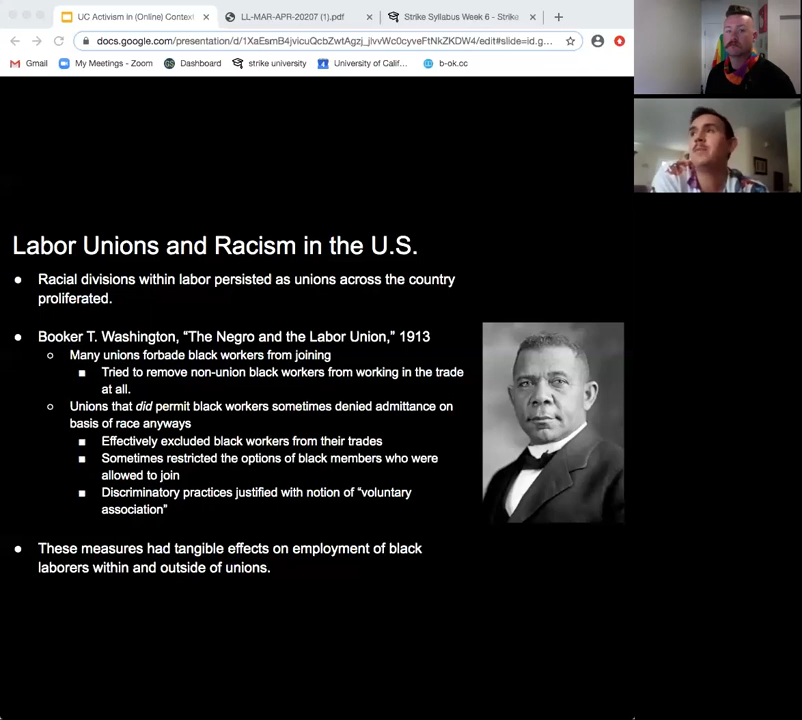 UC Activism In (Online) Context
LL-MAR-APR-20207 (1).pdf
Strike Syllabus Week 6 - Strike
docs.google.com/presentation/d/1XaEsmB4jvicuQcbZwtAgzj_jlvvWc0cyveFtNkZKDW4/edit#slide=id.g...
Gmail
My Meetings - Zoom
Dashboard
strike university
University of Calif...
b-ok.cc
Labor Unions and Racism in the U.S.
● Racial divisions within labor persisted as unions across the country
proliferated.
● Booker T. Washington, “The Negro and the Labor Union,” 1913
○ Many unions forbade black workers from joining
■ Tried to remove non-union black workers from working in the trade
at all.
○ Unions that did permit black workers sometimes denied admittance on
basis of race anyways
■ Effectively excluded black workers from their trades
■ Sometimes restricted the options of black members who were
allowed to join
■ Discriminatory practices justified with notion of “voluntary
association”
● These measures had tangible effects on employment of black
laborers within and outside of unions.